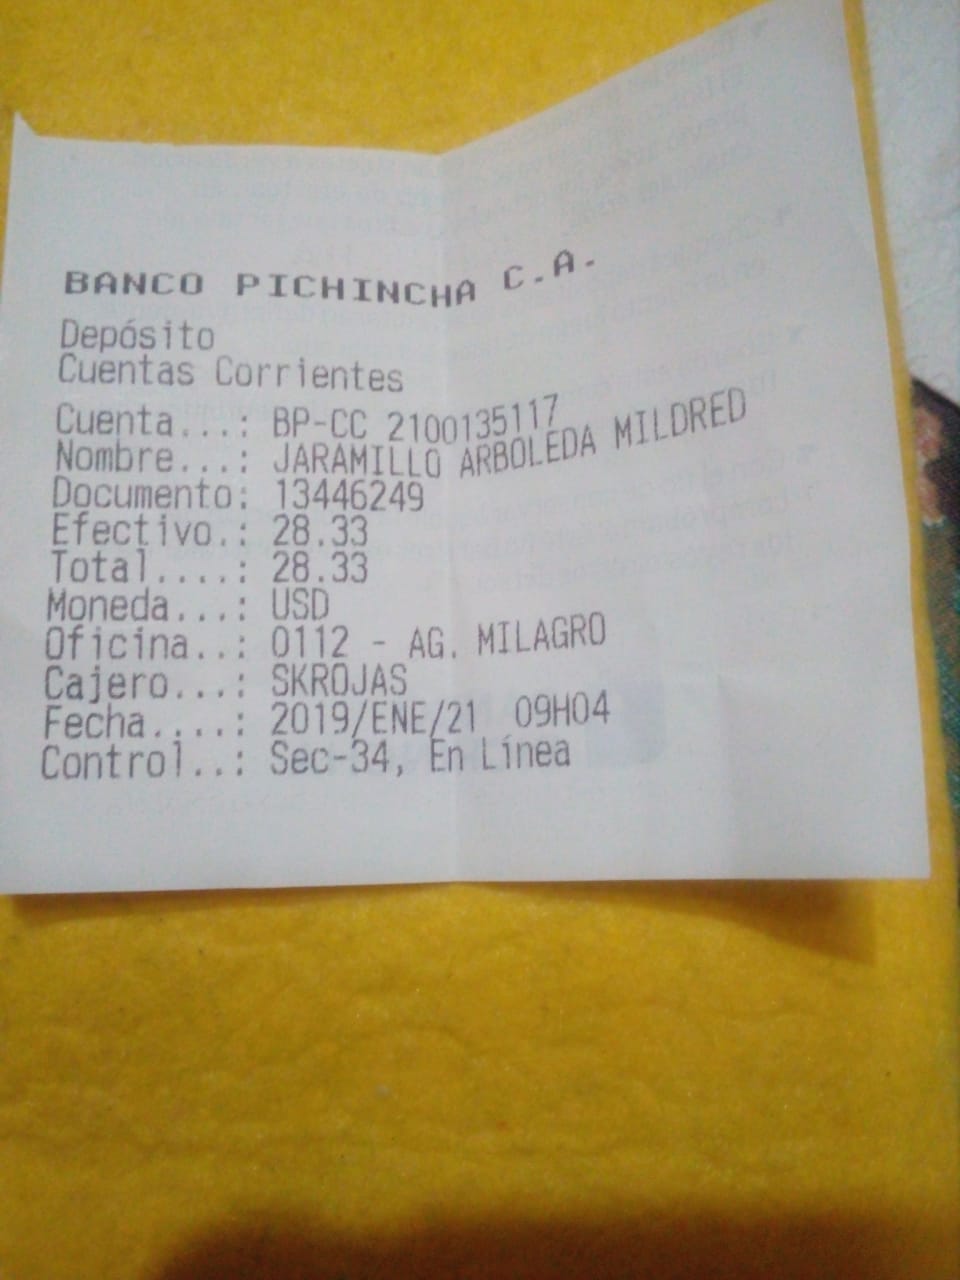 BANCO PICHINCHA C.A.
Depósito
Cuentas Corrientes
Cuenta...: BP-CC 2100135117
Nombre...: JARAMILLO ARBOLEDA MILDRED
Documento: 13446249
Efectivo.: 28.33
Total....: 28.33
Moneda...: USD
Oficina..: 0112 - AG. MILAGRO
Cajero...: SKROJAS
Fecha....: 2019/ENE/21 09H04
Control..: Sec-34, En Línea